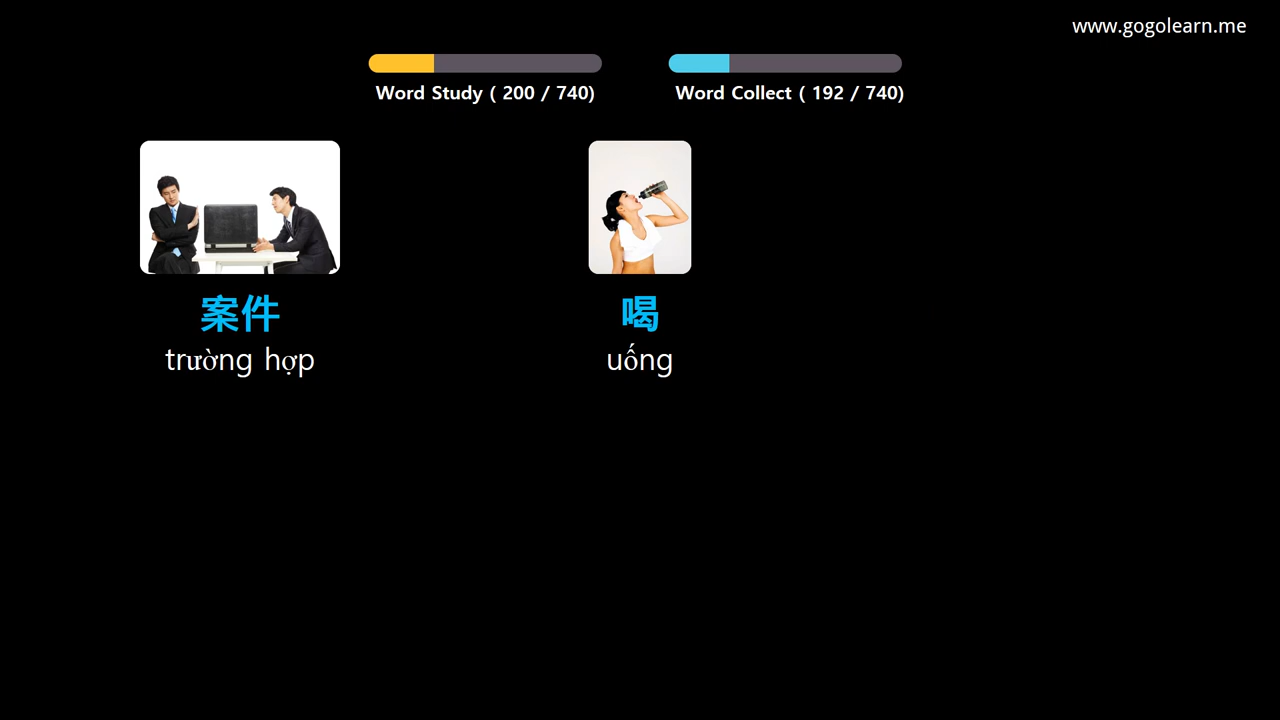 www.gogolearn.me
Word Study ( 200 / 740)
Word Collect ( 192 / 740)
案件
trường hợp
喝
uống